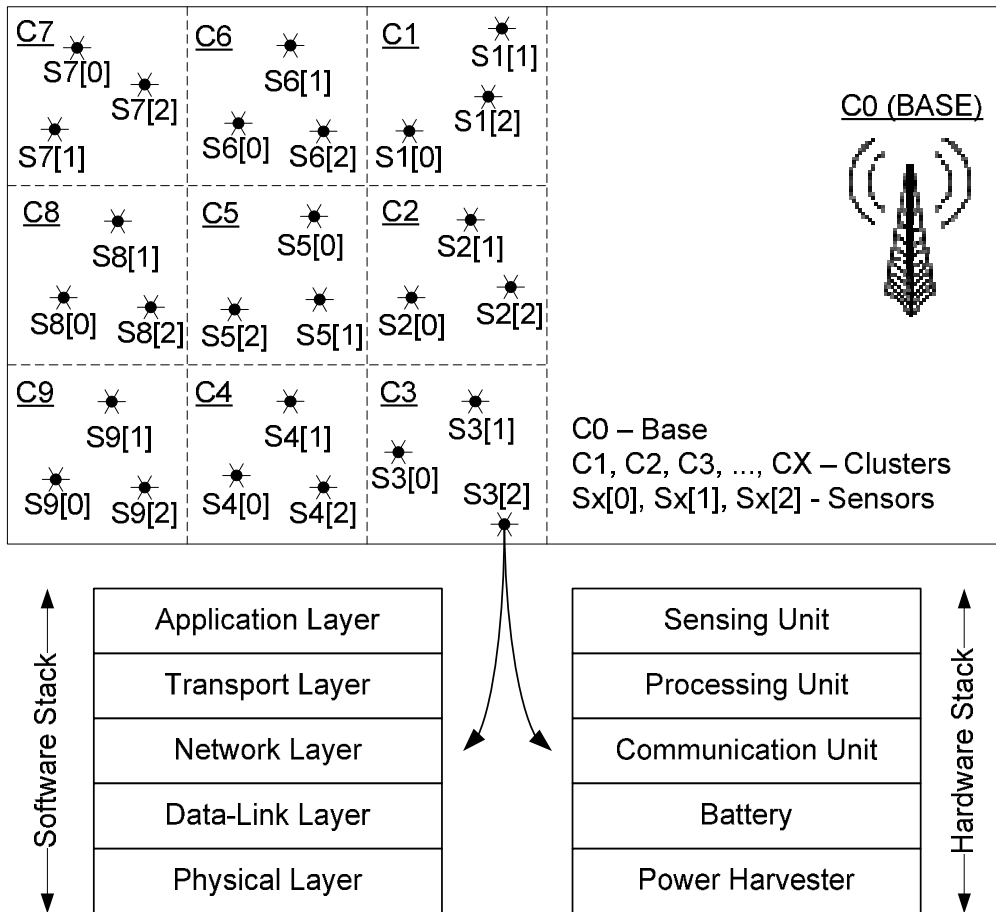 C7
S7[0]
S7[2]
S7[1]
C6
S6[1]
S6[0]
S6[2]
C1
S1[1]
S1[2]
S1[0]
C0 (BASE)
C8
S8[1]
S8[0]
S8[2]
C5
S5[0]
S5[2]
S5[1]
C2
S2[1]
S2[0]
S2[2]
C9
S9[1]
S9[0]
S9[2]
C4
S4[1]
S4[0]
S4[2]
C3
S3[1]
S3[0]
S3[2]
C0 – Base
C1, C2, C3, ..., CX – Clusters
Sx[0], Sx[1], Sx[2] - Sensors
Software Stack
Application Layer
Transport Layer
Network Layer
Data-Link Layer
Physical Layer
Sensing Unit
Processing Unit
Communication Unit
Battery
Power Harvester
Hardware Stack